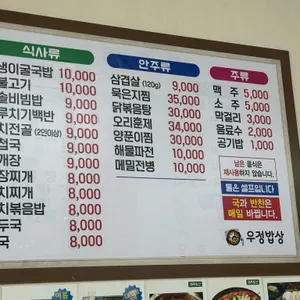 식사류
냉이굴국밥 10,000
불고기 10,000
솔비빔밥 9,000
루치기백반 9,000
치전골 (2인이상) 9,000
첩국 9,000
개장 9,000
장찌개 8,000
치찌개 8,000
치볶음밥 8,000
두국 8,000
국 8,000
안주류
삼겹살 (120g) 9,000
묵은지찜 35,000
닭볶음탕 30,000
오리훈제 34,000
양푼이찜 30,000
해물파전 10,000
메밀전병 10,000
주류
맥 주 5,000
소 주 5,000
막걸리 3,000
음료수 2,000
공기밥 1,000
남은 음식은
재사용하지 않습니다.
물은 셀프입니다
국과 반찬은
매일 바뀝니다.
우정밥상